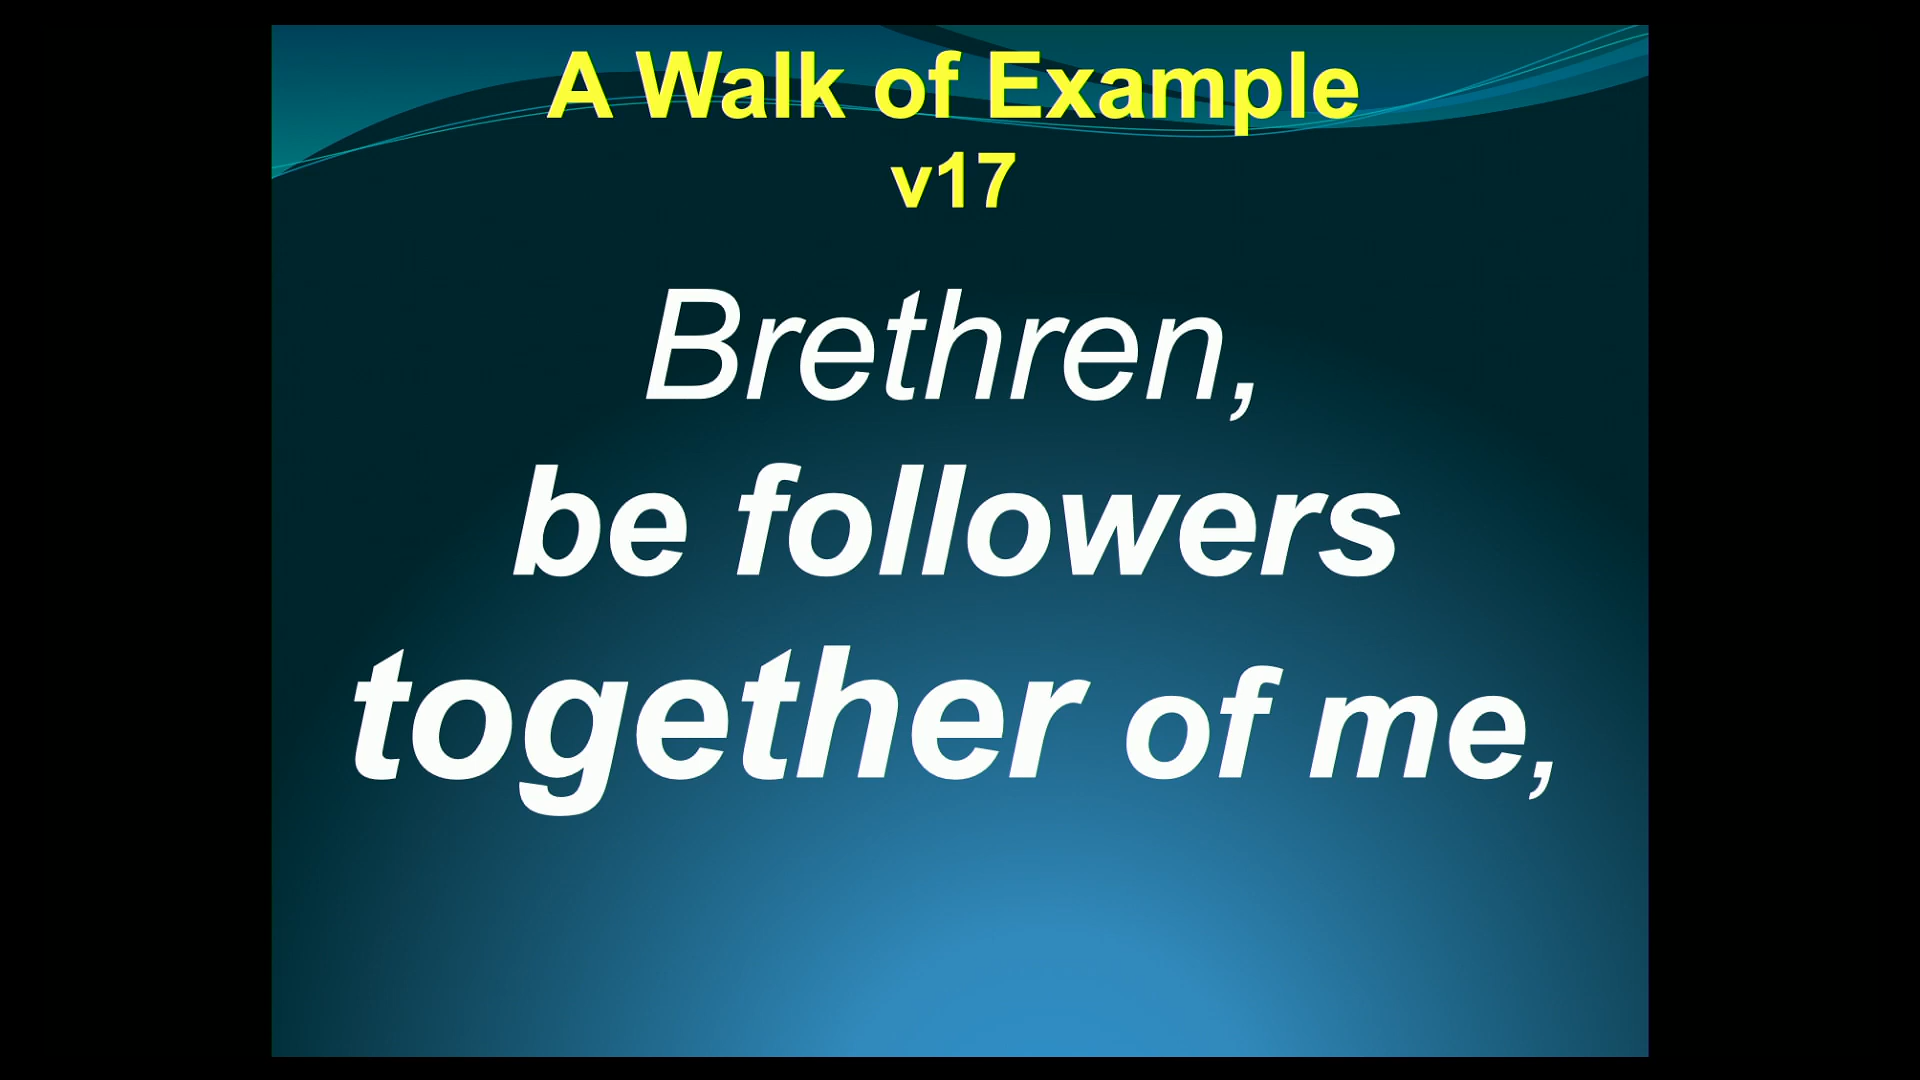 A Walk of Example
v17
Brethren,
be followers
together of me,